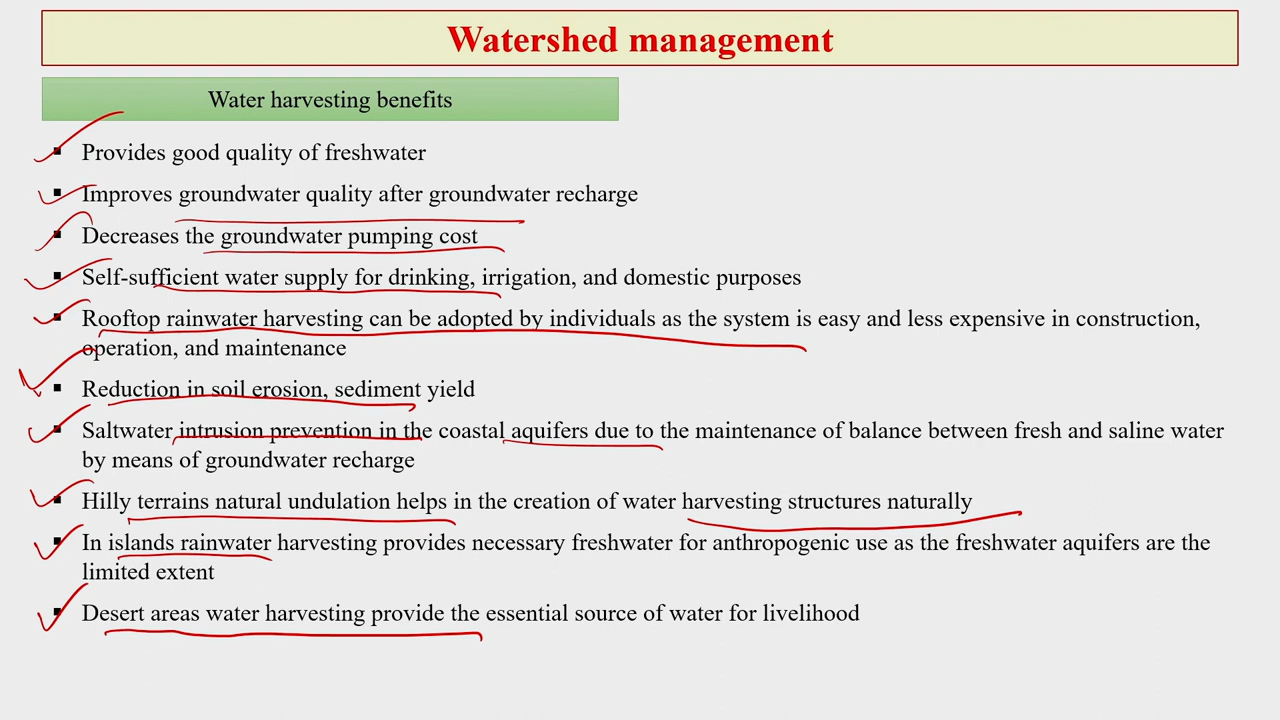 Watershed management
Water harvesting benefits
▪ Provides good quality of freshwater
▪ Improves groundwater quality after groundwater recharge
▪ Decreases the groundwater pumping cost
▪ Self-sufficient water supply for drinking, irrigation, and domestic purposes
▪ Rooftop rainwater harvesting can be adopted by individuals as the system is easy and less expensive in construction,
operation, and maintenance
▪ Reduction in soil erosion, sediment yield
▪ Saltwater intrusion prevention in the coastal aquifers due to the maintenance of balance between fresh and saline water
by means of groundwater recharge
▪ Hilly terrains natural undulation helps in the creation of water harvesting structures naturally
▪ In islands rainwater harvesting provides necessary freshwater for anthropogenic use as the freshwater aquifers are the
limited extent
▪ Desert areas water harvesting provide the essential source of water for livelihood